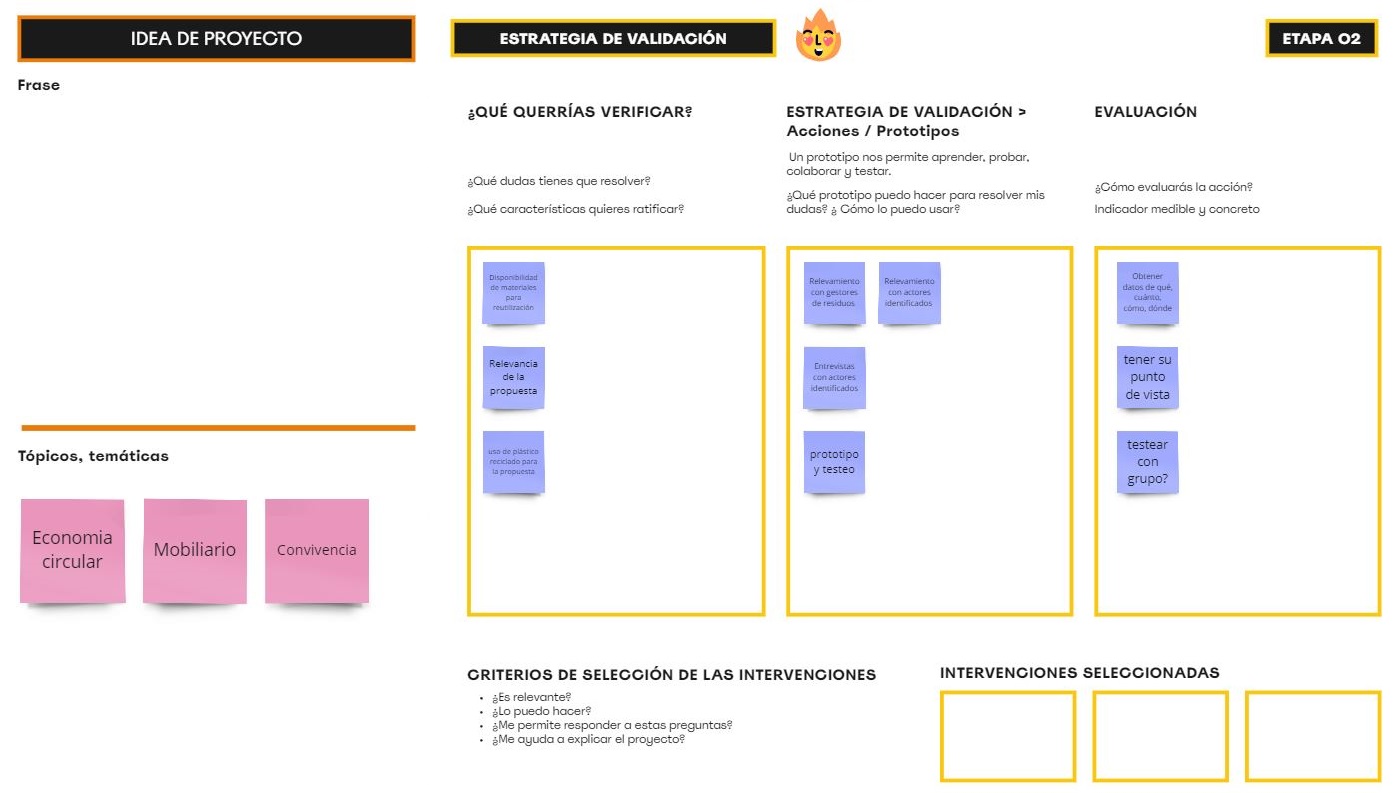 IDEA DE PROYECTO
Frase
Tópicos, temáticas
Economia
circular
Mobiliario
Convivencia
ESTRATEGIA DE VALIDACIÓN
ETAPA 02
¿QUÉ QUERRÍAS VERIFICAR?
¿Qué dudas tienes que resolver?
¿Qué características quieres ratificar?
Disponibilidad
de materiales
para
reutilización
Relevancia
de la
propuesta
uso de plástico
reciclado para
la propuesta
ESTRATEGIA DE VALIDACIÓN >
Acciones / Prototipos
Un prototipo nos permite aprender, probar,
colaborar y testar.
¿Qué prototipo puedo hacer para resolver mis
dudas? ¿ Cómo lo puedo usar?
Relevamiento
con gestores
de residuos
Relevamiento
con actores
identificados
Entrevistas
con actores
identificados
prototipo
y testeo
EVALUACIÓN
¿Cómo evaluarás la acción?
Indicador medible y concreto
Obtener
datos de qué,
cuánto,
cómo, dónde
tener su
punto
de vista
testear
con
grupo?
CRITERIOS DE SELECCIÓN DE LAS INTERVENCIONES
• ¿Es relevante?
• ¿Lo puedo hacer?
• ¿Me permite responder a estas preguntas?
• ¿Me ayuda a explicar el proyecto?
INTERVENCIONES SELECCIONADAS